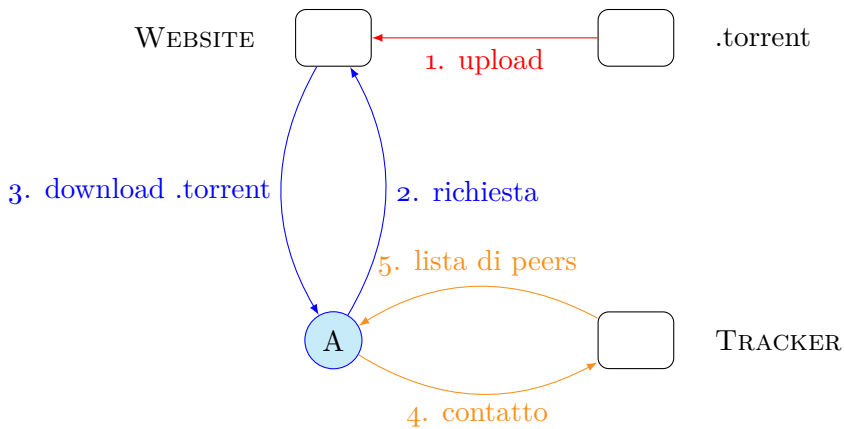 WEBSITE
.torrent
1. upload
3. download .torrent
2. richiesta
5. lista di peers
A
TRACKER
4. contatto